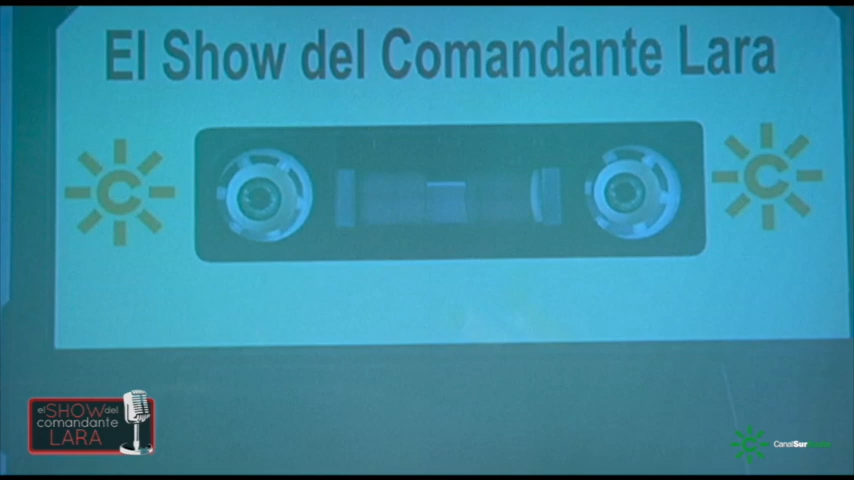 El Show del Comandante Lara
C
C
el SHOW del
comandante
LARA
CanalSur